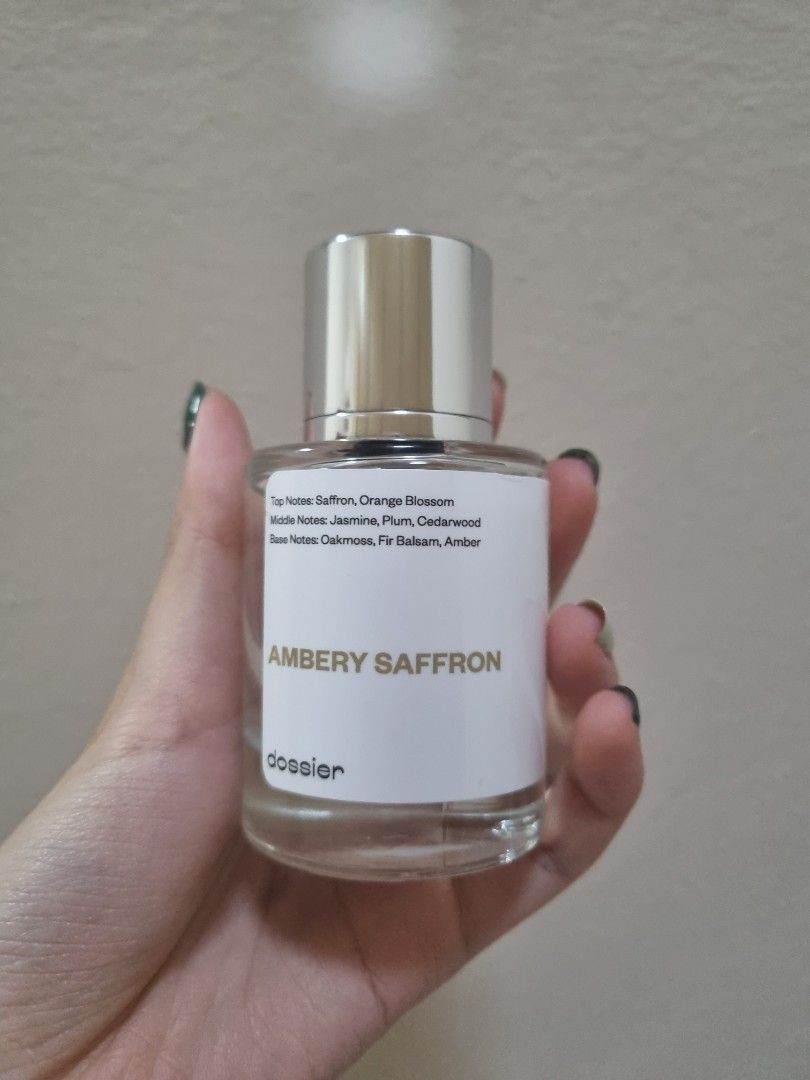 Top Notes: Saffron, Orange Blossom
Middle Notes: Jasmine, Plum, Cedarwood
Base Notes: Oakmoss, Fir Balsam, Amber
AMBERY SAFFRON
dossier